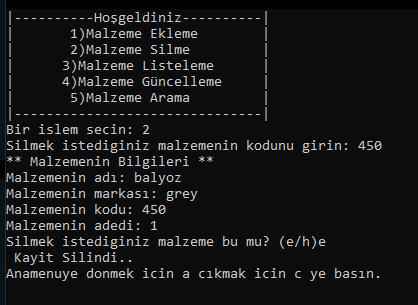 |----------Hoşgeldiniz----------|
|       1)Malzeme Ekleme        |
|       2)Malzeme Silme         |
|      3)Malzeme Listeleme      |
|      4)Malzeme Güncelleme     |
|       5)Malzeme Arama         |
|-------------------------------|
Bir islem secin: 2
Silmek istediginiz malzemenin kodunu girin: 450
** Malzemenin Bilgileri **
Malzemenin adı: balyoz
Malzemenin markası: grey
Malzemenin kodu: 450
Malzemenin adedi: 1
Silmek istediginiz malzeme bu mu? (e/h)e
 Kayit Silindi..
Anamenuye donmek icin a cıkmak icin c ye basın.